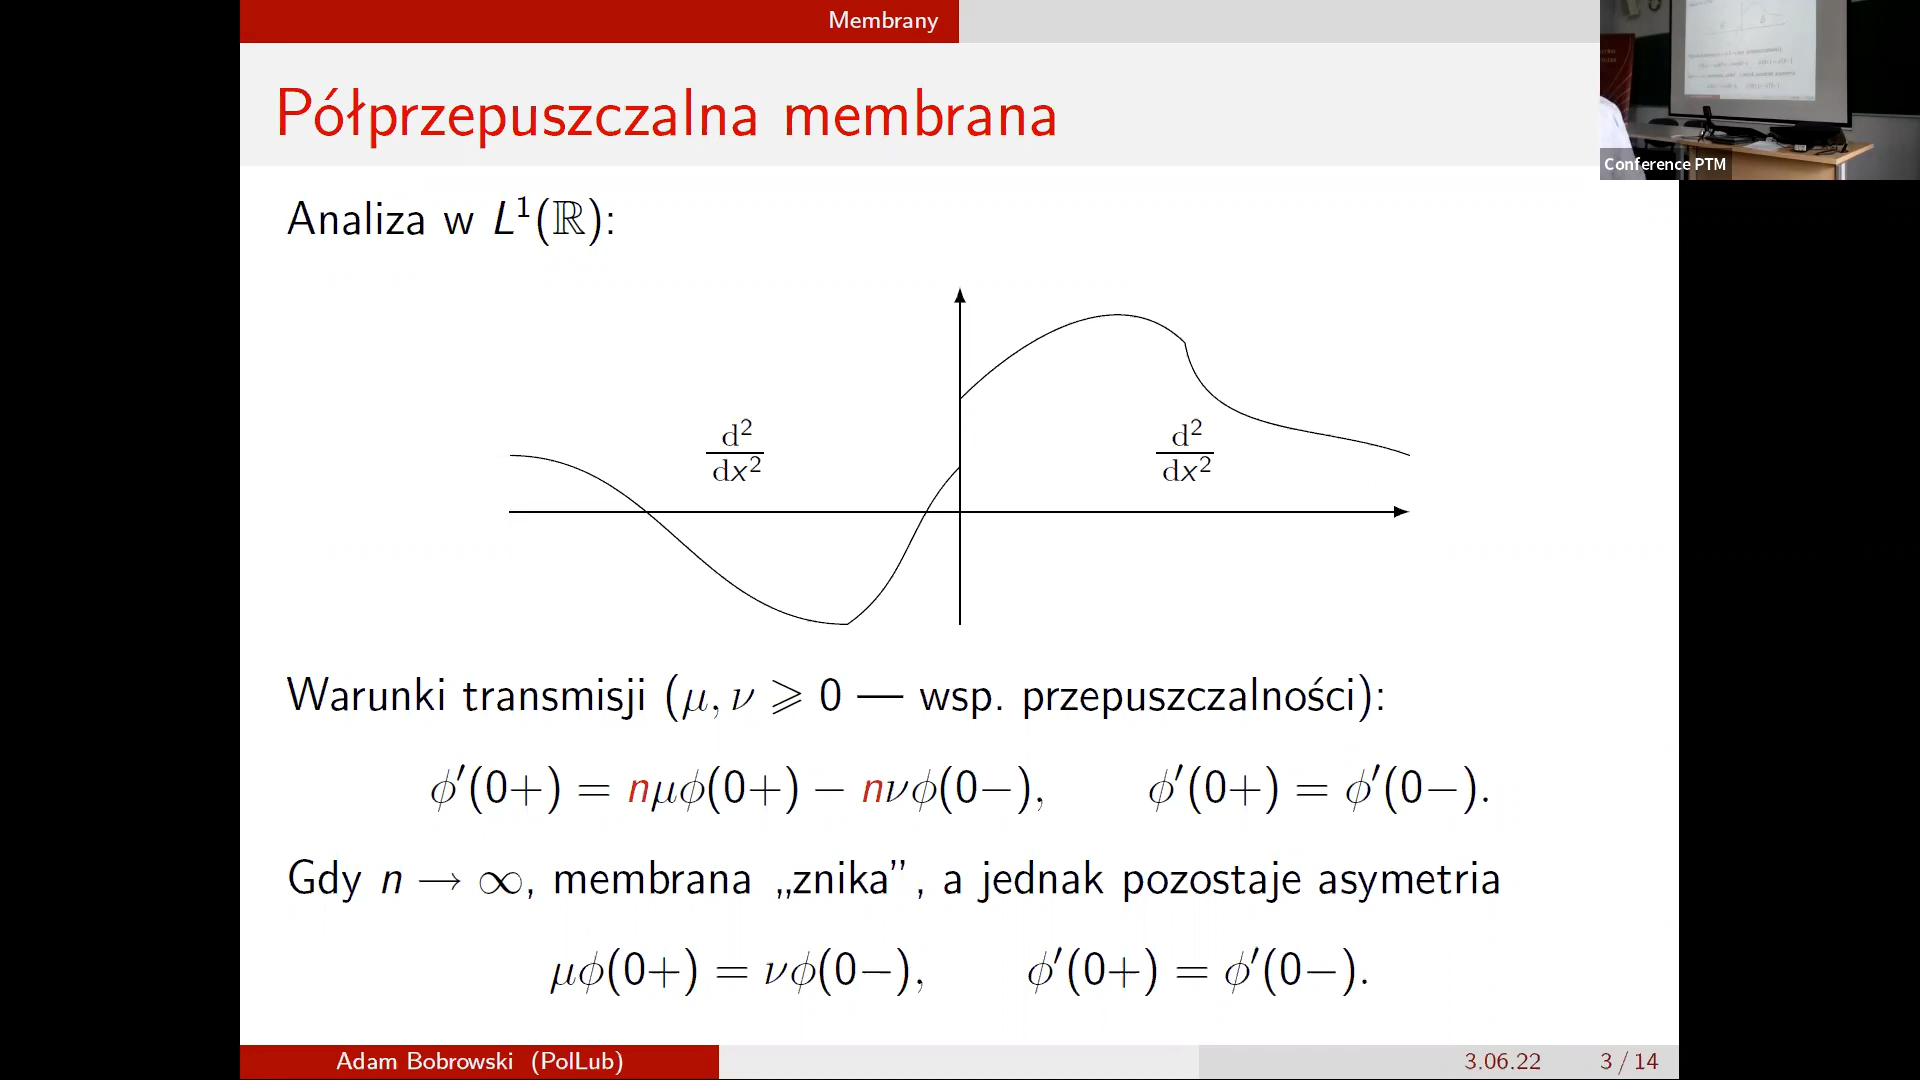 Membrany
Półprzepuszczalna membrana
Conference PTM
Analiza w L¹(ℝ):
d²/dx² d²/dx²
Warunki transmisji (μ, ν ⩾ 0 — wsp. przepuszczalności):
ϕ′(0+) = nμϕ(0+) − nνϕ(0−), ϕ′(0+) = ϕ′(0−).
Gdy n → ∞, membrana „znika”, a jednak pozostaje asymetria
μϕ(0+) = νϕ(0−), ϕ′(0+) = ϕ′(0−).
Adam Bobrowski (PolLub) 3.06.22 3 / 14